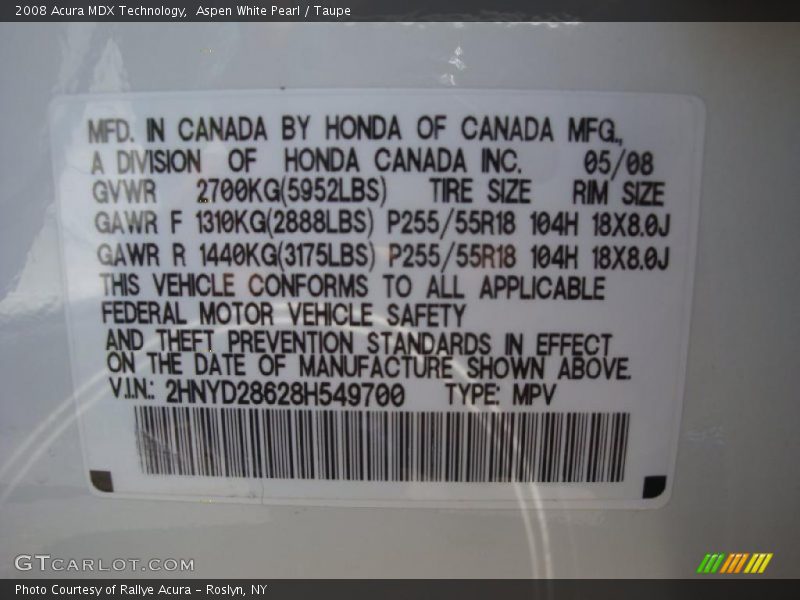 2008 Acura MDX Technology,  Aspen White Pearl / Taupe
MFD. IN CANADA BY HONDA OF CANADA MFG.,
A DIVISION OF HONDA CANADA INC. 05/08
GVWR 2700KG(5952LBS) TIRE SIZE RIM SIZE
GAWR F 1310KG(2888LBS) P255/55R18 104H 18X8.0J
GAWR R 1440KG(3175LBS) P255/55R18 104H 18X8.0J
THIS VEHICLE CONFORMS TO ALL APPLICABLE
FEDERAL MOTOR VEHICLE SAFETY
AND THEFT PREVENTION STANDARDS IN EFFECT
ON THE DATE OF MANUFACTURE SHOWN ABOVE.
V.I.N.: 2HNYD28628H549700 TYPE: MPV
GTCARLOT.COM
Photo Courtesy of Rallye Acura – Roslyn, NY